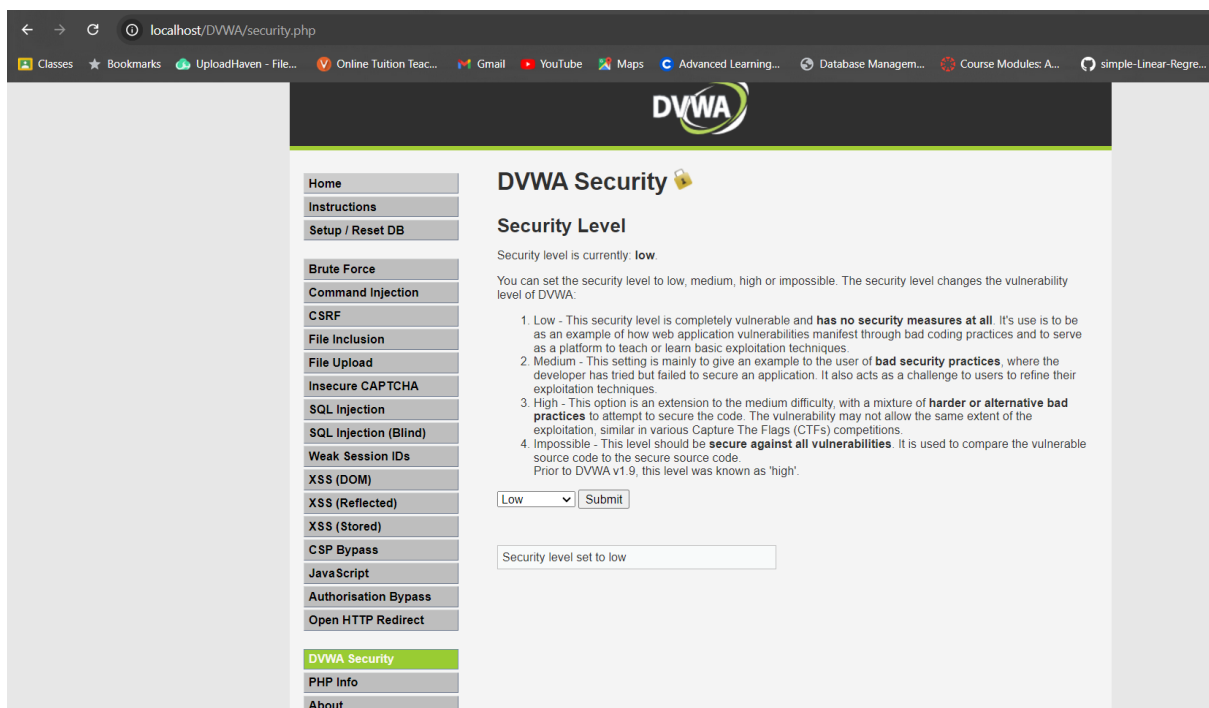 localhost/DVWA/security.php
Classes Bookmarks UploadHaven - File... Online Tuition Teac... Gmail YouTube Maps Advanced Learning... Database Managem... Course Modules: A... simple-Linear-Regre...
DVWA
Home
Instructions
Setup / Reset DB
Brute Force
Command Injection
CSRF
File Inclusion
File Upload
Insecure CAPTCHA
SQL Injection
SQL Injection (Blind)
Weak Session IDs
XSS (DOM)
XSS (Reflected)
XSS (Stored)
CSP Bypass
JavaScript
Authorisation Bypass
Open HTTP Redirect
DVWA Security
PHP Info
About
DVWA Security
Security Level
Security level is currently: low.
You can set the security level to low, medium, high or impossible. The security level changes the vulnerability
level of DVWA:
1. Low - This security level is completely vulnerable and has no security measures at all. It's use is to be
as an example of how web application vulnerabilities manifest through bad coding practices and to serve
as a platform to teach or learn basic exploitation techniques.
2. Medium - This setting is mainly to give an example to the user of bad security practices, where the
developer has tried but failed to secure an application. It also acts as a challenge to users to refine their
exploitation techniques.
3. High - This option is an extension to the medium difficulty, with a mixture of harder or alternative bad
practices to attempt to secure the code. The vulnerability may not allow the same extent of the
exploitation, similar in various Capture The Flags (CTFs) competitions.
4. Impossible - This level should be secure against all vulnerabilities. It is used to compare the vulnerable
source code to the secure source code.
Prior to DVWA v1.9, this level was known as 'high'.
Low Submit
Security level set to low